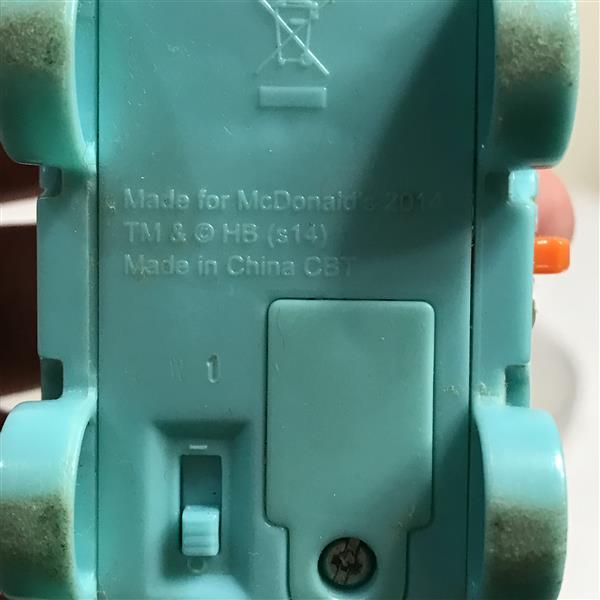 Made for McDonald's 2014
TM & © HB (s14)
Made in China CBT
1